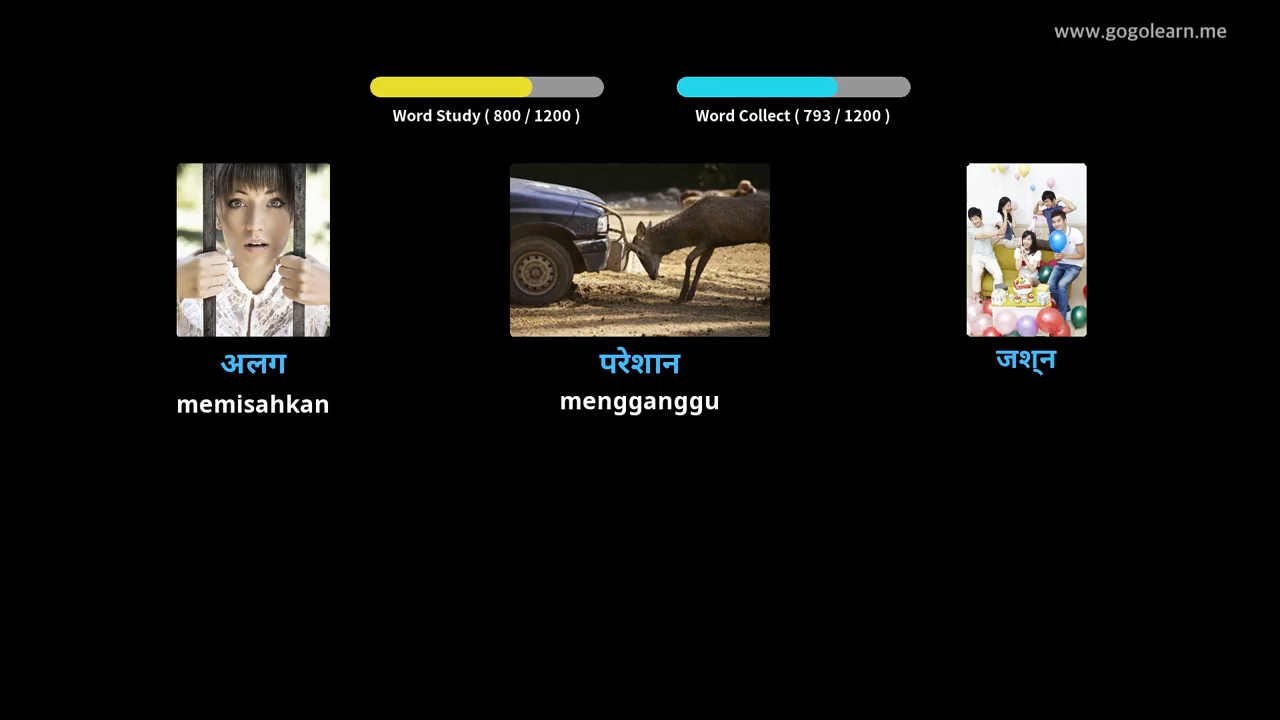 www.gogolearn.me
Word Study ( 800 / 1200 )
Word Collect ( 793 / 1200 )
अलग
परेशान
जश्न
memisahkan
mengganggu